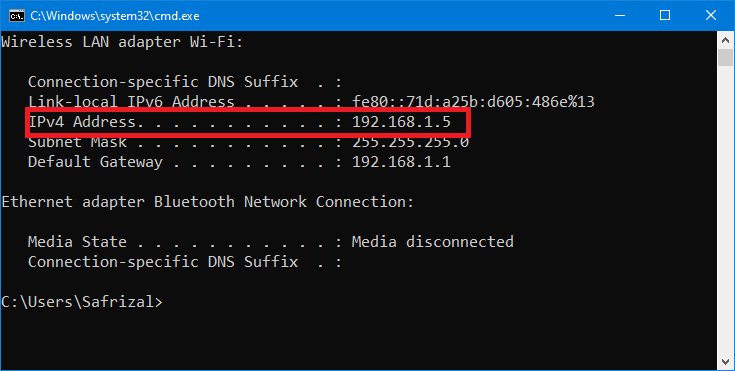 C:\Windows\system32\cmd.exe
Wireless LAN adapter Wi-Fi:
Connection-specific DNS Suffix  . :
Link-local IPv6 Address . . . . . : fe80::71d:a25b:d605:486e%13
IPv4 Address. . . . . . . . . . . : 192.168.1.5
Subnet Mask . . . . . . . . . . . : 255.255.255.0
Default Gateway . . . . . . . . . : 192.168.1.1
Ethernet adapter Bluetooth Network Connection:
Media State . . . . . . . . . . . : Media disconnected
Connection-specific DNS Suffix  . :
C:\Users\Safrizal>